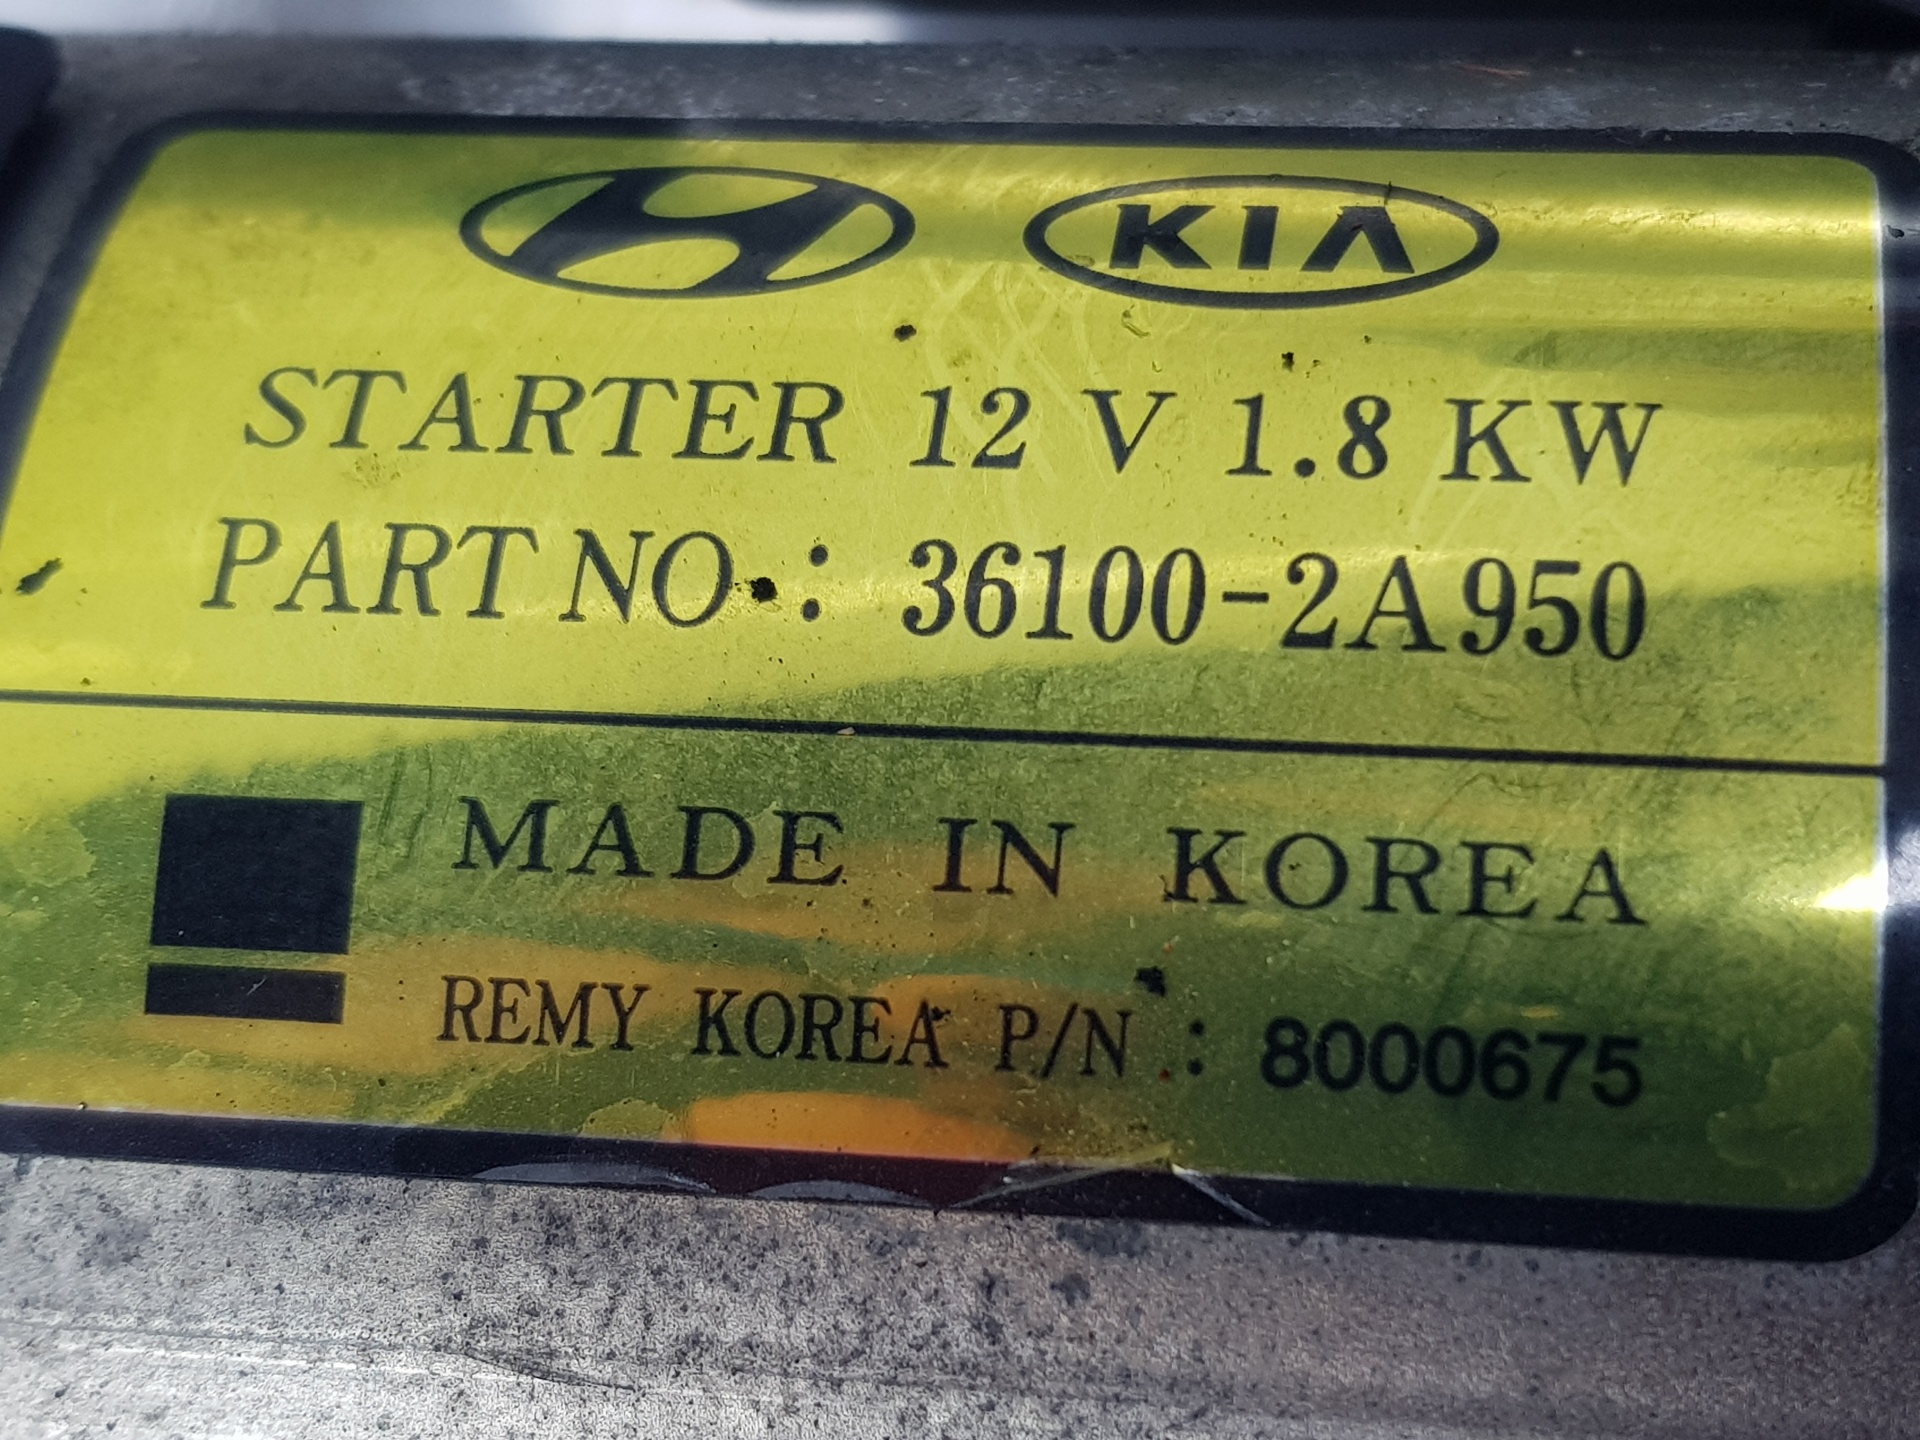 KIA
STARTER 12 V 1.8 KW
PART NO : 36100-2A950
MADE IN KOREA
REMY KOREA P/N : 8000675